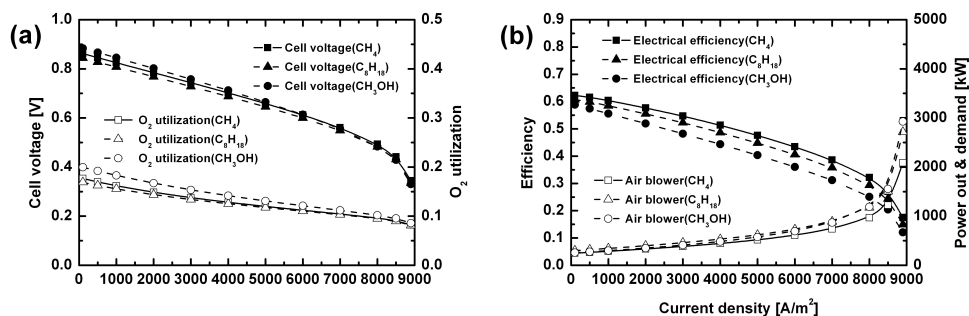 (a)
Cell voltage [V]
1.0
0.8
0.6
0.4
0.2
0.0
Cell voltage(CH4)
Cell voltage(C8H18)
Cell voltage(CH3OH)
O2 utilization(CH4)
O2 utilization(C8H18)
O2 utilization(CH3OH)
0.5
0.4
0.3
0.2
0.1
0.0
O2 utilization
0 1000 2000 3000 4000 5000 6000 7000 8000 9000
(b)
Efficiency
0.9
0.8
0.7
0.6
0.5
0.4
0.3
0.2
0.1
0.0
Electrical efficiency(CH4)
Electrical efficiency(C8H18)
Electrical efficiency(CH3OH)
Air blower(CH4)
Air blower(C8H18)
Air blower(CH3OH)
5000
4000
3000
2000
1000
0
Power out & demand [kW]
0 1000 2000 3000 4000 5000 6000 7000 8000 9000
Current density [A/m2]